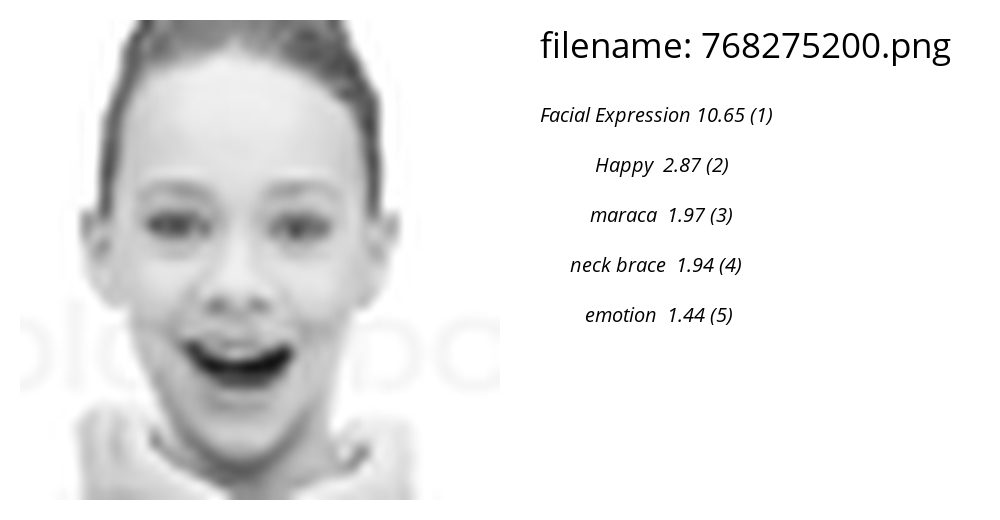 filename: 768275200.png
Facial Expression 10.65 (1)
Happy 2.87 (2)
maraca 1.97 (3)
neck brace 1.94 (4)
emotion 1.44 (5)